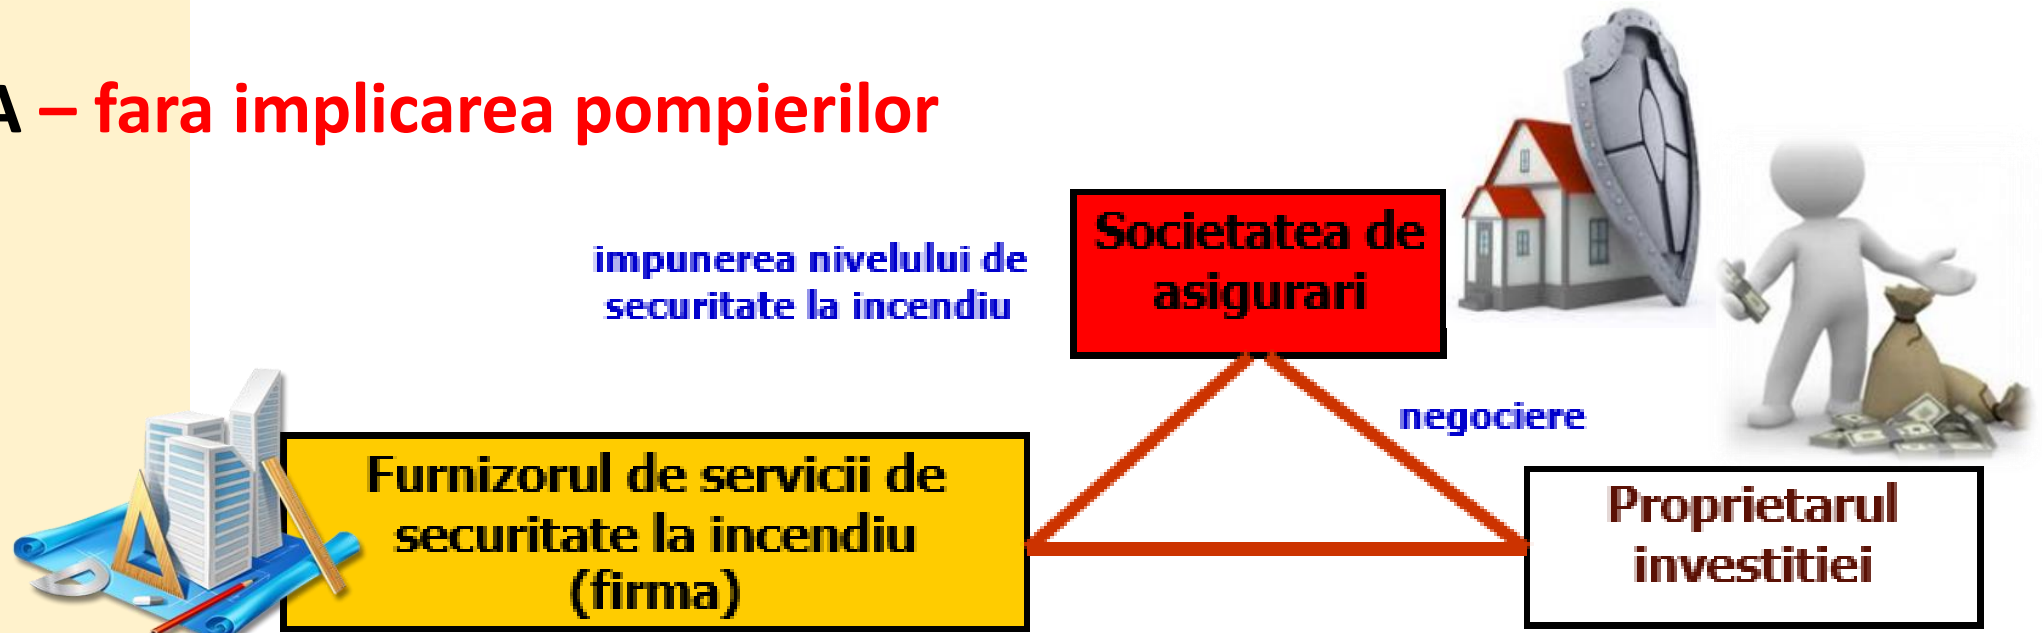 A – fara implicarea pompierilor
impunerea nivelului de
securitate la incendiu
Societatea de
asigurari
negociere
Furnizorul de servicii de
securitate la incendiu
(firma)
Proprietarul
investitiei